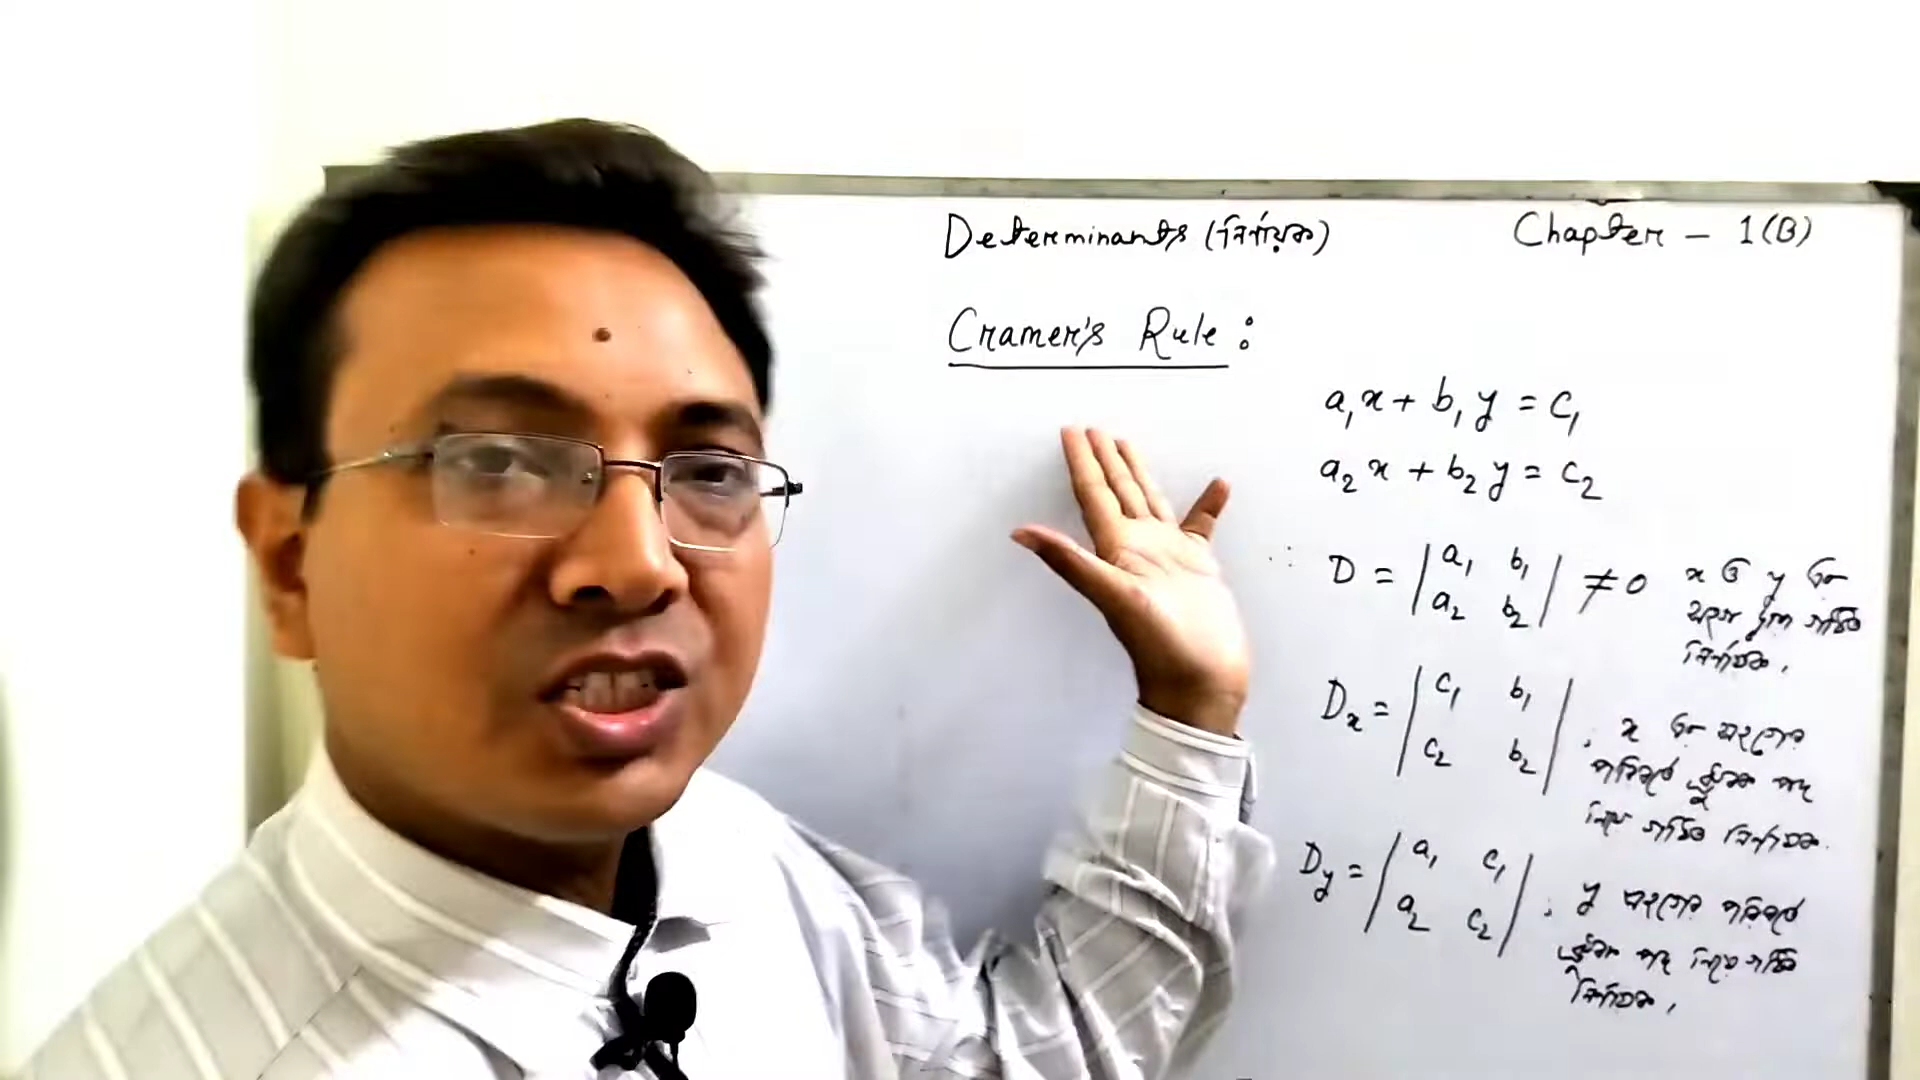 Determinants (নির্ণায়ক) Chapter - 1(B)
Cramer's Rule :
a₁x + b₁y = c₁
a₂x + b₂y = c₂
∴ D = | a₁ b₁ | ≠ 0 x ও y এর
| a₂ b₂ | সহগ দ্বারা গঠিত
নির্ণায়ক,
Dₓ = | c₁ b₁ |
| c₂ b₂ | ; x এর সহগের
পরিবর্তে ধ্রুবক পদ
নিয়ে গঠিত নির্ণায়ক.
D_y = | a₁ c₁ |
| a₂ c₂ | ; y সহগের পরিবর্তে
ধ্রুবক পদ নিয়ে গঠিত
নির্ণায়ক,